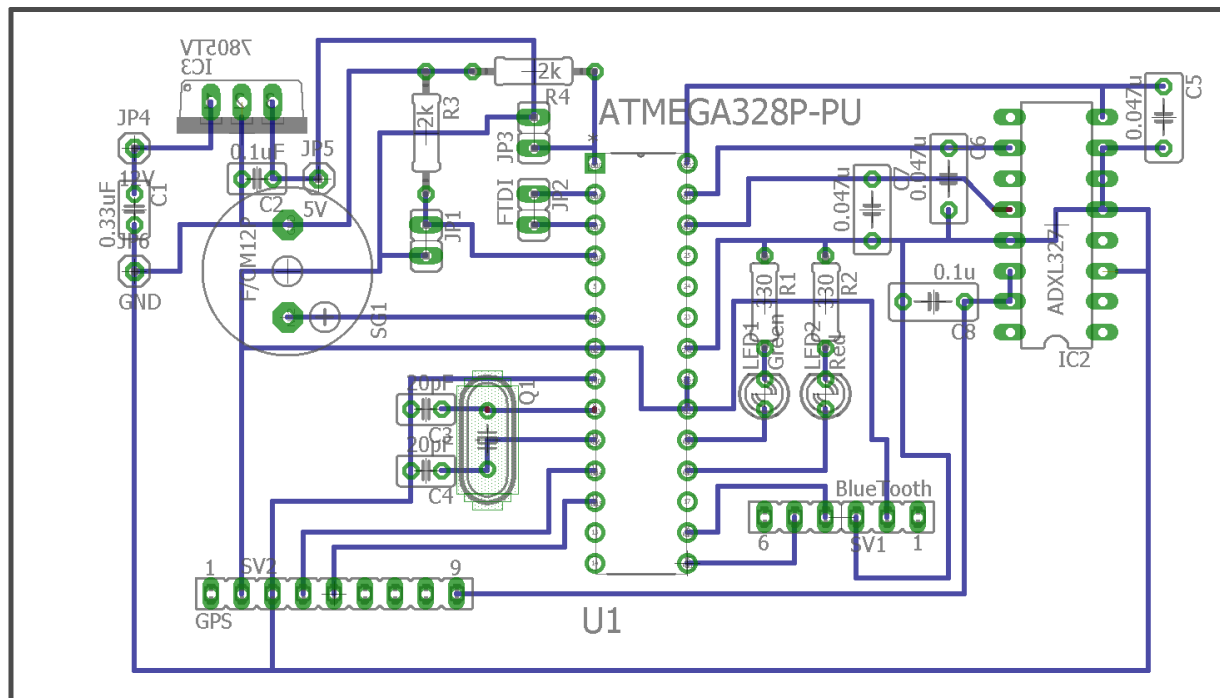 7805TV
IC3
JP4
12V
0.33uF
C1
JP6
GND
0.1uF
C2
JP5
5V
F/CM12P
SG1
2k
R3
2k
R4
JP3
FTDI
JP2
JP1
ATMEGA328P-PU
0.047u
C5
0.047u
C6
0.047u
C7
ADXL327
IC2
0.1u
C8
330
R1
330
R2
LED1
Green
LED2
Red
20pF
C3
20pF
C4
Q1
BlueTooth
6
SV1
1
1
SV2
9
GPS
U1